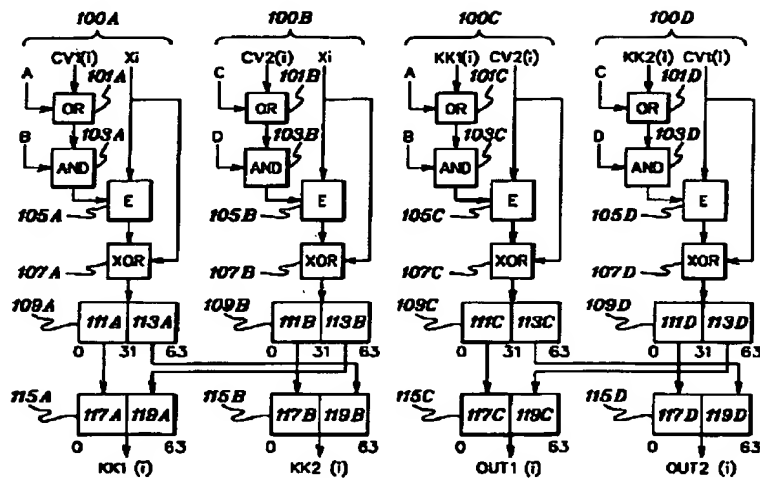 100A 100B 100C 100D
CV1(i) Xi CV2(i) Xi KK1(i) CV2(i) KK2(i) CV1(i)
A 101A C 101B A 101C C 101D
OR OR OR OR
B 103A D 103B B 103C D 103D
AND AND AND AND
E E E E
105A 105B 105C 105D
XOR XOR XOR XOR
107A 107B 107C 107D
109A 111A 113A 109B 111B 113B 109C 111C 113C 109D 111D 113D
0 31 63 0 31 63 0 31 63 0 31 63
115A 117A 119A 115B 117B 119B 115C 117C 119C 115D 117D 119D
0 63 0 63 0 63 0 63
KK1 (i) KK2 (i) OUT1 (i) OUT2 (i)